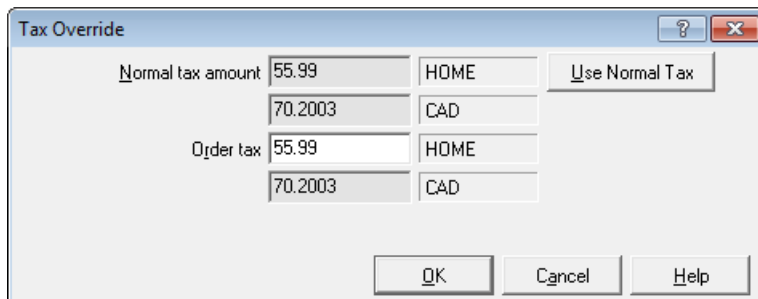 Tax Override
Normal tax amount 55.99 HOME Use Normal Tax
70.2003 CAD
Order tax 55.99 HOME
70.2003 CAD
OK Cancel Help